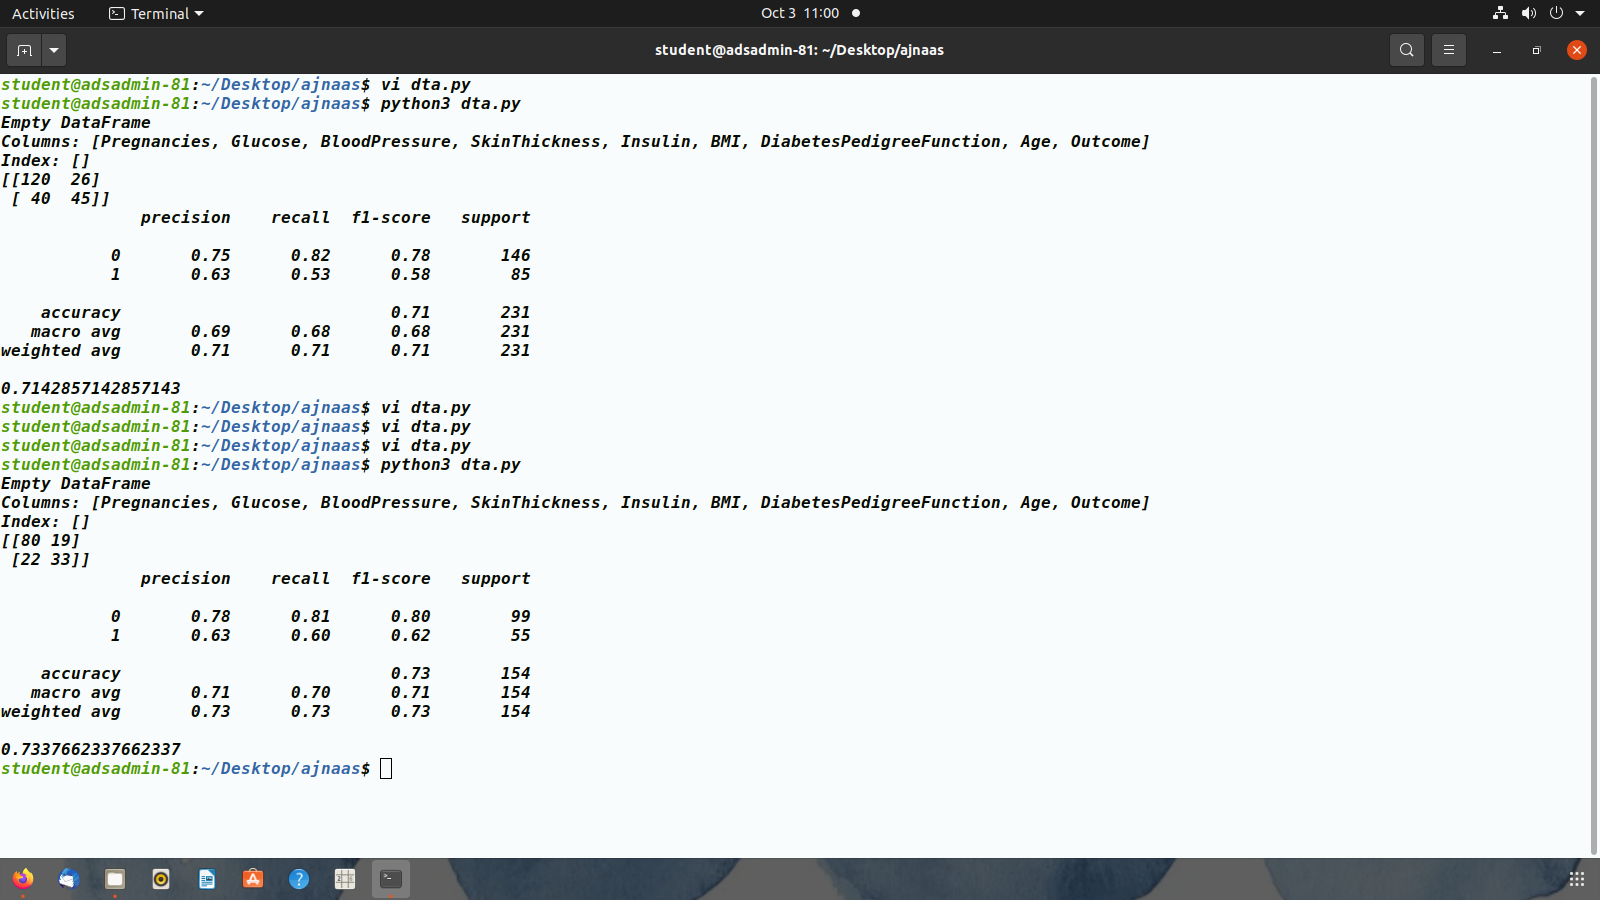 Activities Terminal Oct 3 11:00
student@adsadmin-81: ~/Desktop/ajnaas
student@adsadmin-81:~/Desktop/ajnaas$ vi dta.py
student@adsadmin-81:~/Desktop/ajnaas$ python3 dta.py
Empty DataFrame
Columns: [Pregnancies, Glucose, BloodPressure, SkinThickness, Insulin, BMI, DiabetesPedigreeFunction, Age, Outcome]
Index: []
[[120  26]
 [ 40  45]]
              precision    recall  f1-score   support

           0       0.75      0.82      0.78       146
           1       0.63      0.53      0.58        85

    accuracy                           0.71       231
   macro avg       0.69      0.68      0.68       231
weighted avg       0.71      0.71      0.71       231

0.7142857142857143
student@adsadmin-81:~/Desktop/ajnaas$ vi dta.py
student@adsadmin-81:~/Desktop/ajnaas$ vi dta.py
student@adsadmin-81:~/Desktop/ajnaas$ vi dta.py
student@adsadmin-81:~/Desktop/ajnaas$ python3 dta.py
Empty DataFrame
Columns: [Pregnancies, Glucose, BloodPressure, SkinThickness, Insulin, BMI, DiabetesPedigreeFunction, Age, Outcome]
Index: []
[[80 19]
 [22 33]]
              precision    recall  f1-score   support

           0       0.78      0.81      0.80        99
           1       0.63      0.60      0.62        55

    accuracy                           0.73       154
   macro avg       0.71      0.70      0.71       154
weighted avg       0.73      0.73      0.73       154

0.7337662337662337
student@adsadmin-81:~/Desktop/ajnaas$